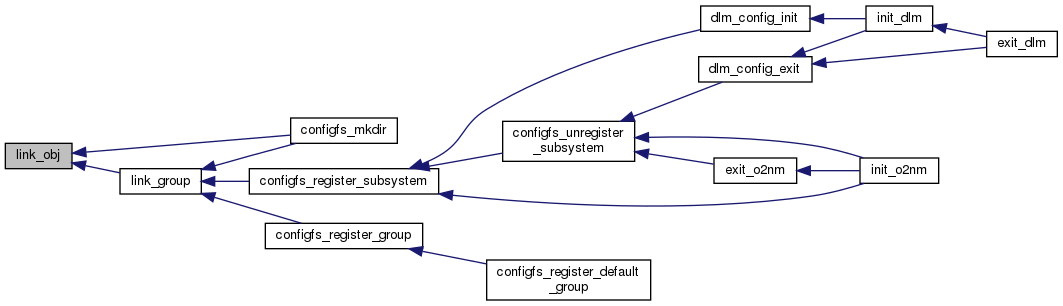 dlm_config_init
init_dlm
exit_dlm
dlm_config_exit
configfs_mkdir
configfs_unregister
_subsystem
link_obj
link_group
configfs_register_subsystem
exit_o2nm
init_o2nm
configfs_register_group
configfs_register_default
_group